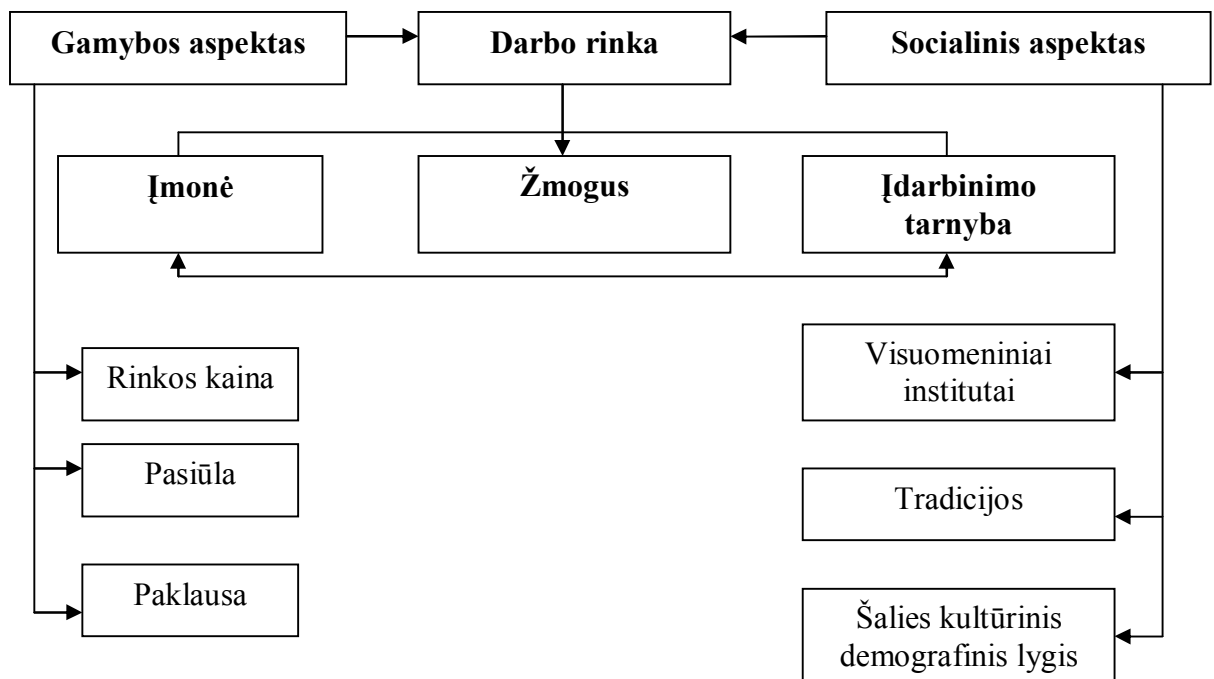 Gamybos aspektas
Darbo rinka
Socialinis aspektas
Įmonė
Žmogus
Įdarbinimo
tarnyba
Rinkos kaina
Pasiūla
Paklausa
Visuomeniniai
institutai
Tradicijos
Šalies kultūrinis
demografinis lygis